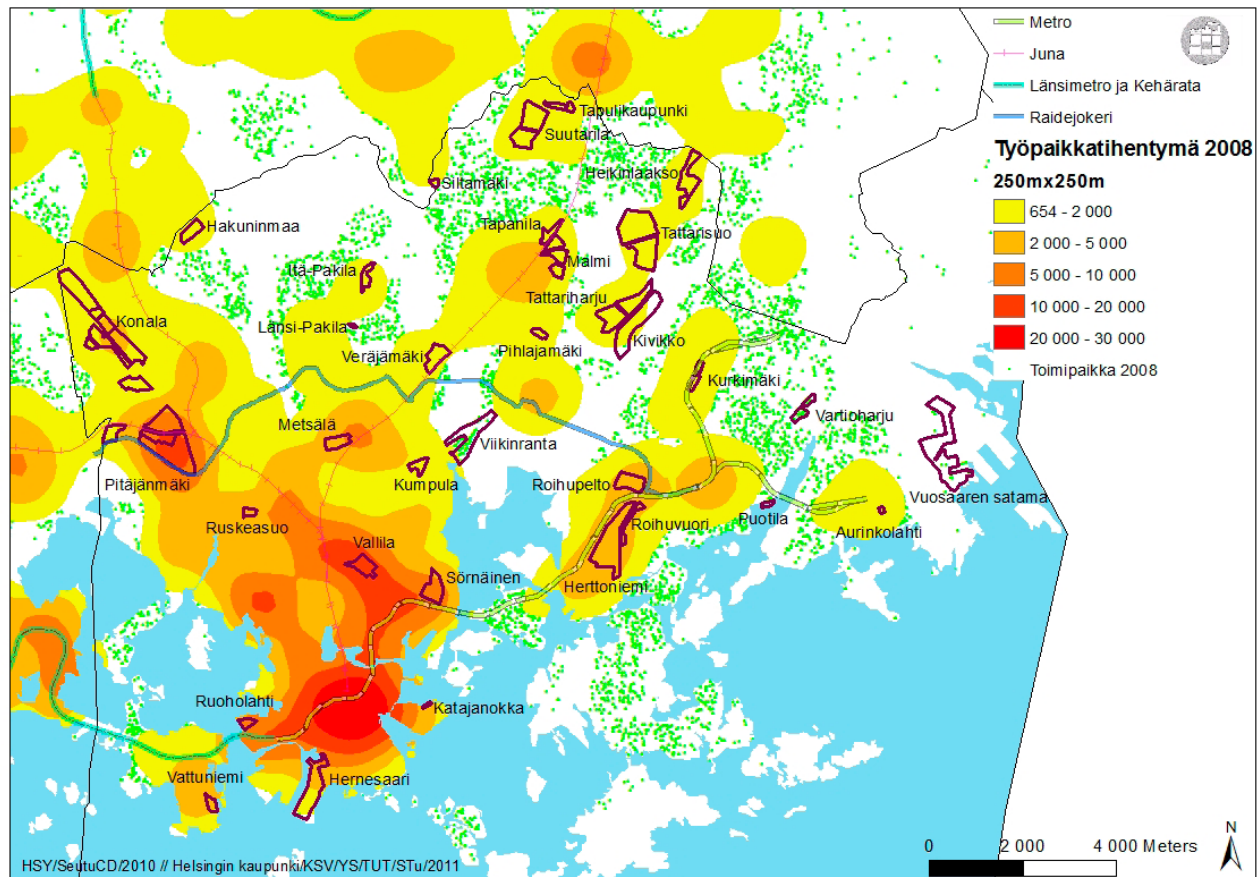 Metro
Juna
Länsimetro ja Kehärata
Raidejokeri
Työpaikkatihentymä 2008
250mx250m
654 - 2 000
2 000 - 5 000
5 000 - 10 000
10 000 - 20 000
20 000 - 30 000
Toimipaikka 2008
Tapulikaupunki
Suutarila
Heikinlaakso
Siltamäki
Hakuninmaa
Tapanila
Tattarisuo
Malmi
Itä-Pakila
Tattariharju
Konala
Länsi-Pakila
Kivikko
Veräjämäki
Pihlajamäki
Kurkimäki
Vartioharju
Metsälä
Viikinranta
Pitäjänmäki
Kumpula
Roihupelto
Vuosaaren satama
Ruskeasuo
Roihuvuori
Puotila
Aurinkolahti
Vallila
Sörnäinen
Herttoniemi
Ruoholahti
Katajanokka
Vattuniemi
Hernesaari
N
0 2 000 4 000 Meters
HSY/SeutuCD/2010 // Helsingin kaupunki/KSV/YS/TUT/STu/2011